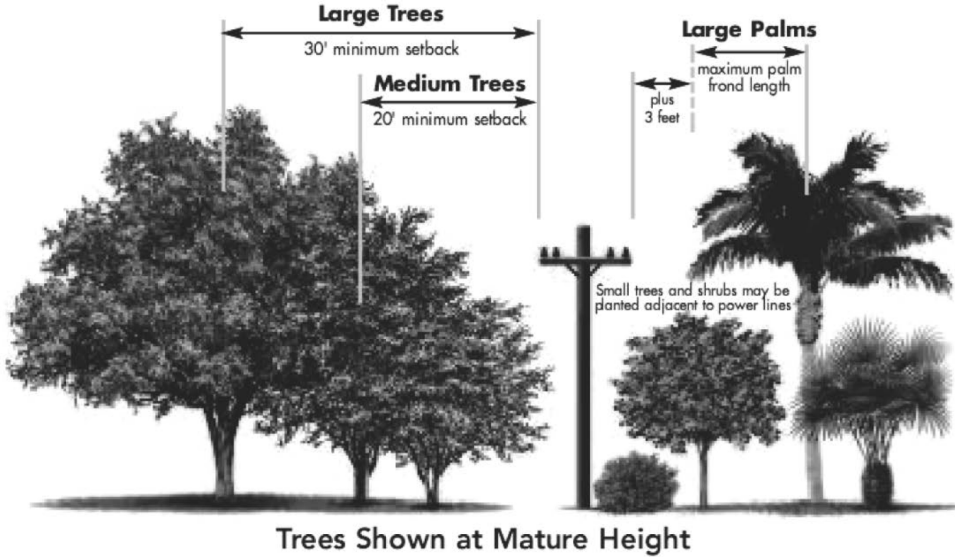 Large Trees
30' minimum setback
Medium Trees
20' minimum setback
Large Palms
maximum palm
frond length
plus
3 feet
Small trees and shrubs may be
planted adjacent to power lines
Trees Shown at Mature Height